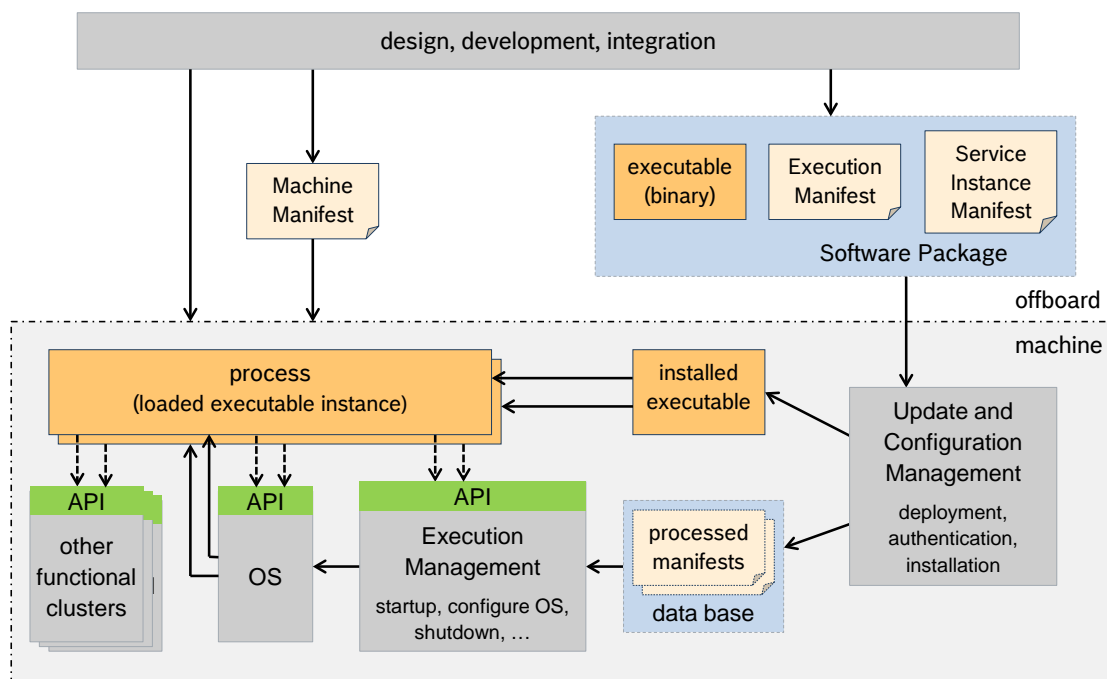 design, development, integration
Machine
Manifest
executable
(binary)
Execution
Manifest
Service
Instance
Manifest
Software Package
offboard
machine
process
(loaded executable instance)
installed
executable
Update and
Configuration
Management
deployment,
authentication,
installation
API
other
functional
clusters
API
OS
API
Execution
Management
startup, configure OS,
shutdown, …
processed
manifests
data base